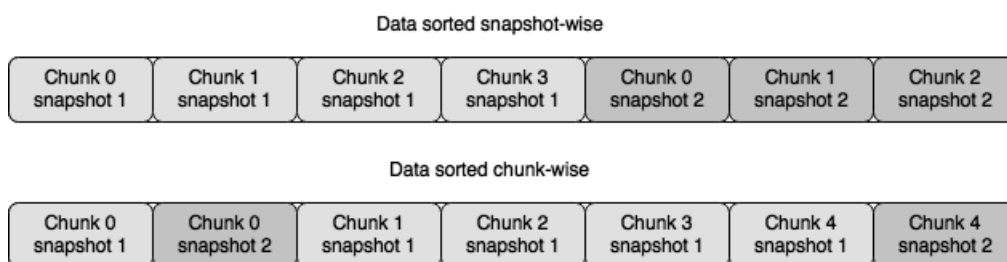 Data sorted snapshot-wise
Chunk 0 Chunk 1 Chunk 2 Chunk 3 Chunk 0 Chunk 1 Chunk 2
snapshot 1 snapshot 1 snapshot 1 snapshot 1 snapshot 2 snapshot 2 snapshot 2
Data sorted chunk-wise
Chunk 0 Chunk 0 Chunk 1 Chunk 2 Chunk 3 Chunk 4 Chunk 4
snapshot 1 snapshot 2 snapshot 1 snapshot 1 snapshot 1 snapshot 1 snapshot 2